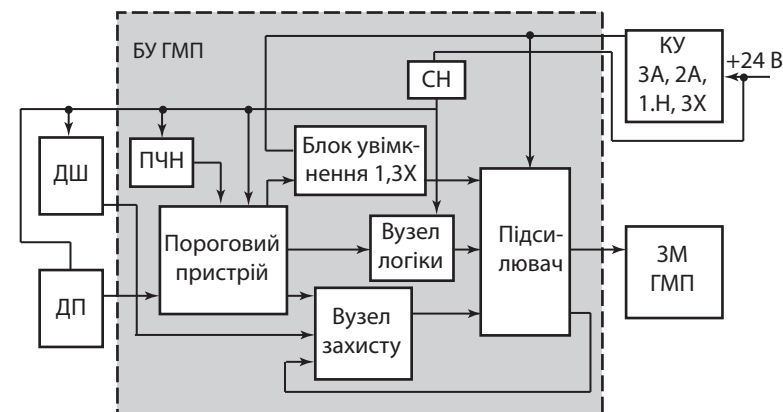 БУ ГМП
КУ
3А, 2А,
1.Н, 3Х
+24 В
СН
ДШ
ПЧН
Блок увімк-
нення 1,3Х
Пороговий
пристрій
Вузел
логіки
Підси-
лювач
ЗМ
ГМП
ДП
Вузел
захисту